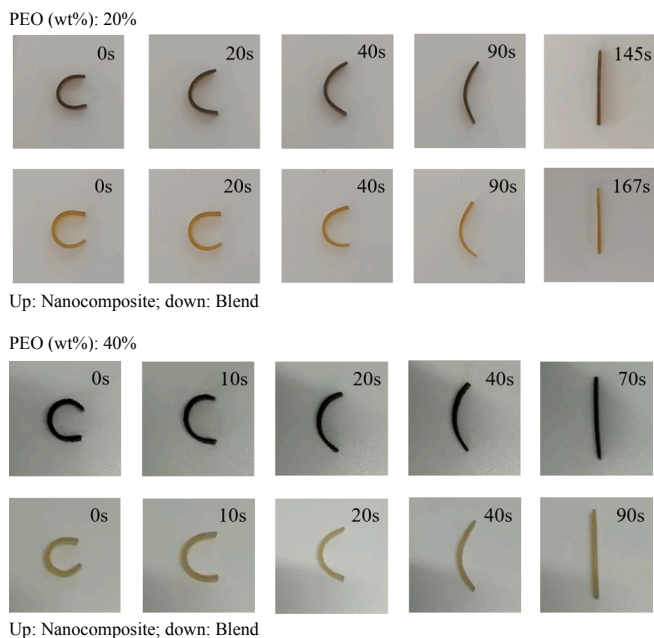 PEO (wt%): 20%
0s 20s 40s 90s 145s
0s 20s 40s 90s 167s
Up: Nanocomposite; down: Blend
PEO (wt%): 40%
0s 10s 20s 40s 70s
0s 10s 20s 40s 90s
Up: Nanocomposite; down: Blend